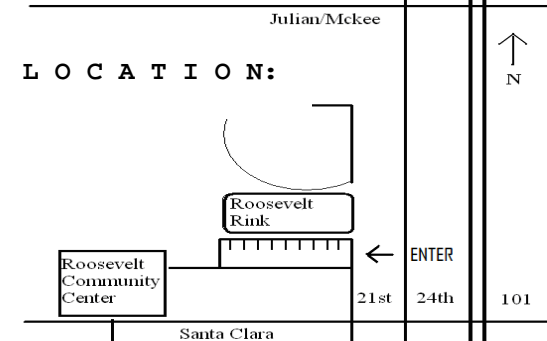 Julian/Mckee
L O C A T I O N:
N
Roosevelt
Rink
ENTER
Roosevelt
Community
Center
21st
24th
101
Santa Clara